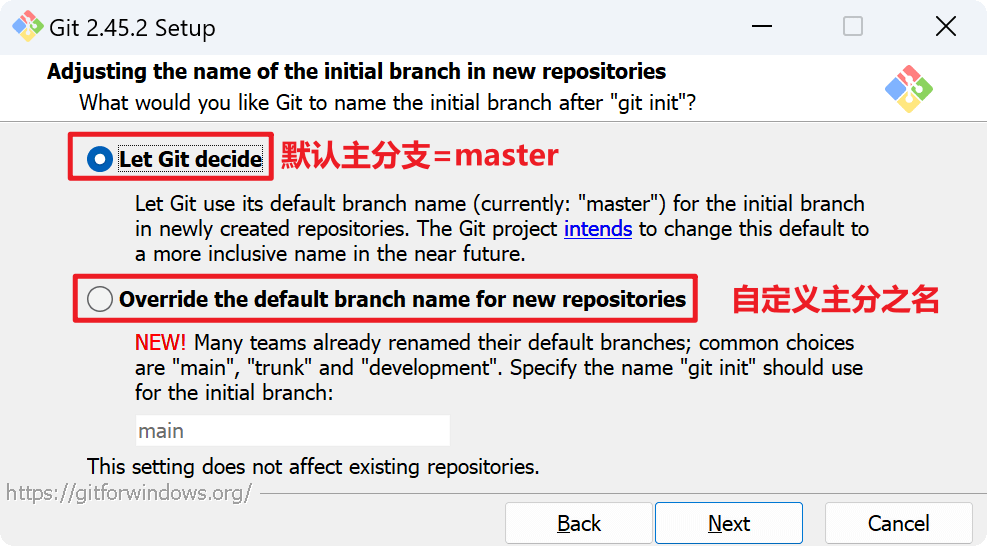 Git 2.45.2 Setup
Adjusting the name of the initial branch in new repositories
What would you like Git to name the initial branch after "git init"?
Let Git decide 默认主分支=master
Let Git use its default branch name (currently: "master") for the initial branch
in newly created repositories. The Git project intends to change this default to
a more inclusive name in the near future.
Override the default branch name for new repositories 自定义主分之名
NEW! Many teams already renamed their default branches; common choices
are "main", "trunk" and "development". Specify the name "git init" should use
for the initial branch:
main
This setting does not affect existing repositories.
https://gitforwindows.org/
Back Next Cancel